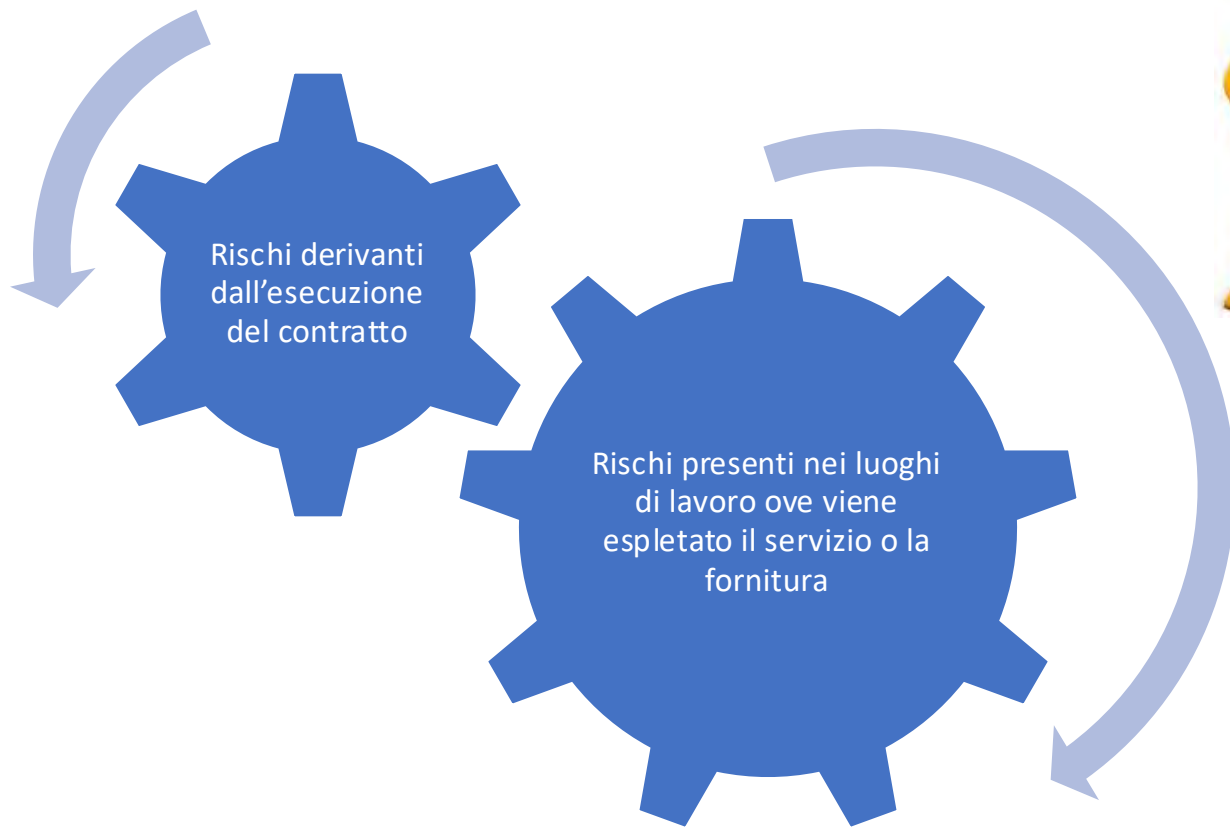 Rischi derivanti
dall’esecuzione
del contratto
Rischi presenti nei luoghi
di lavoro ove viene
espletato il servizio o la
fornitura